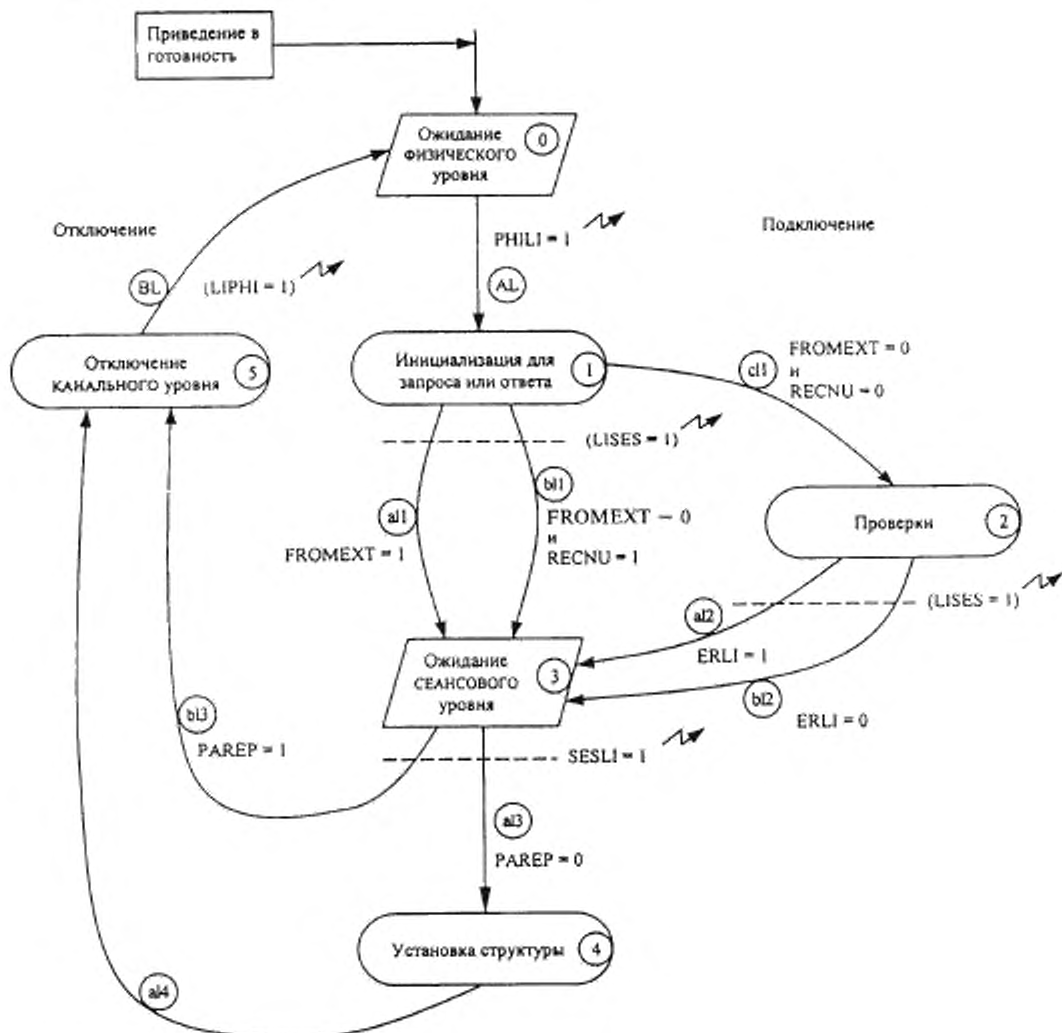 Приведение в
готовность
Ожидание
ФИЗИЧЕСКОГО
уровня
0
Отключение
PHILI = 1
Подключение
BL
(LIPHI = 1)
AL
Отключение
КАНАЛЬНОГО уровня
5
Инициализация для
запроса или ответа
1
cl1
FROMEXT = 0
и
RECNU = 0
(LISES = 1)
al1
FROMEXT = 1
bl1
FROMEXT − 0
и
RECNU = 1
Проверки
2
(LISES = 1)
al2
ERLI = 1
bl2
ERLI = 0
Ожидание
СЕАНСОВОГО
уровня
3
bl3
PAREP = 1
SESLI = 1
al3
PAREP = 0
Установка структуры
4
al4